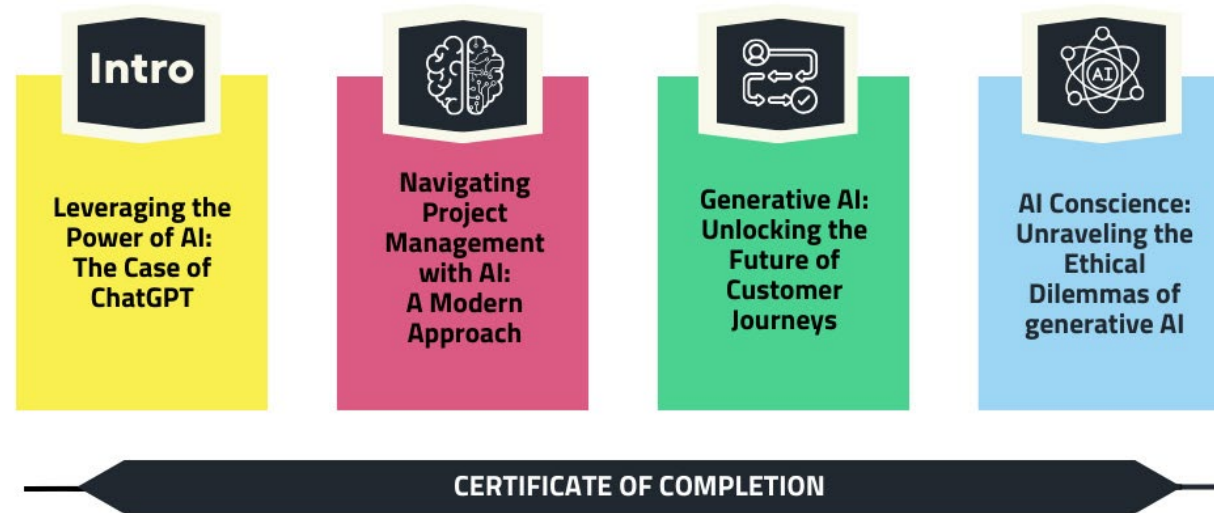 Intro
Leveraging the
Power of AI:
The Case of
ChatGPT
Navigating
Project
Management
with AI:
A Modern
Approach
Generative AI:
Unlocking the
Future of
Customer
Journeys
AI
AI Conscience:
Unraveling the
Ethical
Dilemmas of
generative AI
CERTIFICATE OF COMPLETION